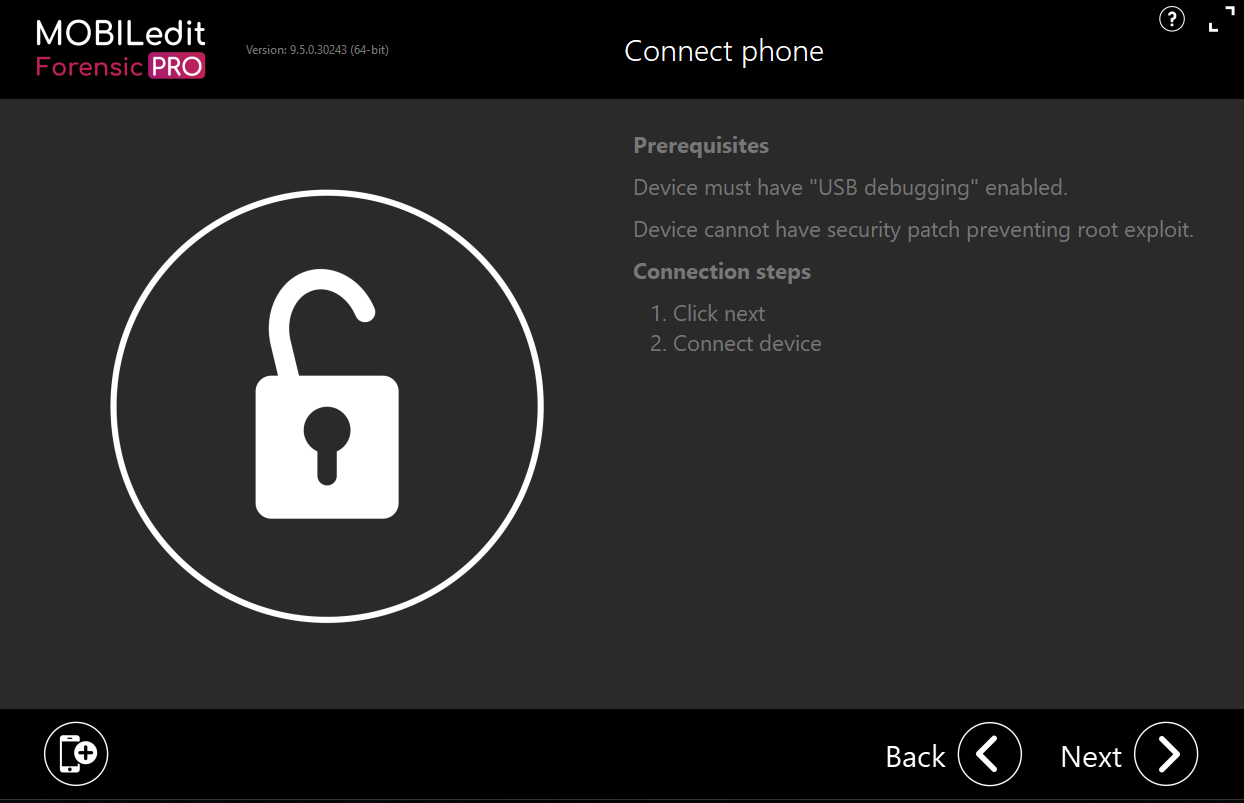 MOBILedit
Forensic PRO
Version: 9.5.0.30243 (64-bit)
Connect phone
?
Prerequisites
Device must have "USB debugging" enabled.
Device cannot have security patch preventing root exploit.
Connection steps
1. Click next
2. Connect device
Back
Next